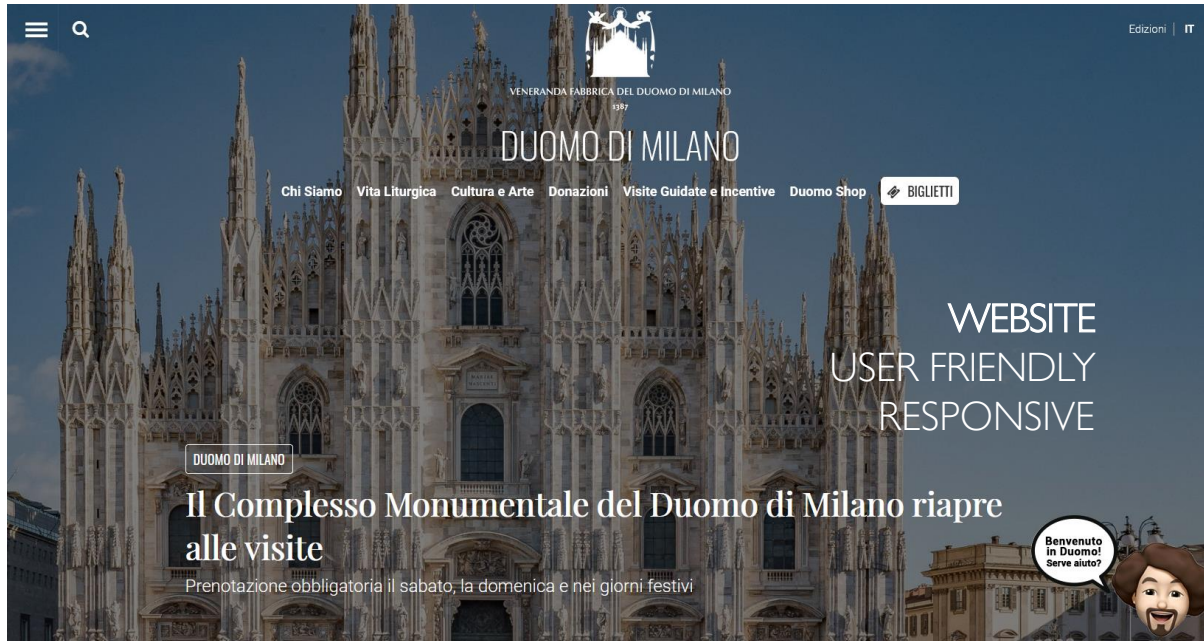 Edizioni | IT
VENERANDA FABBRICA DEL DUOMO DI MILANO
1387
DUOMO DI MILANO
Chi Siamo Vita Liturgica Cultura e Arte Donazioni Visite Guidate e Incentive Duomo Shop BIGLIETTI
WEBSITE
USER FRIENDLY
RESPONSIVE
DUOMO DI MILANO
Il Complesso Monumentale del Duomo di Milano riapre
alle visite
Prenotazione obbligatoria il sabato, la domenica e nei giorni festivi
Benvenuto
in Duomo!
Serve aiuto?